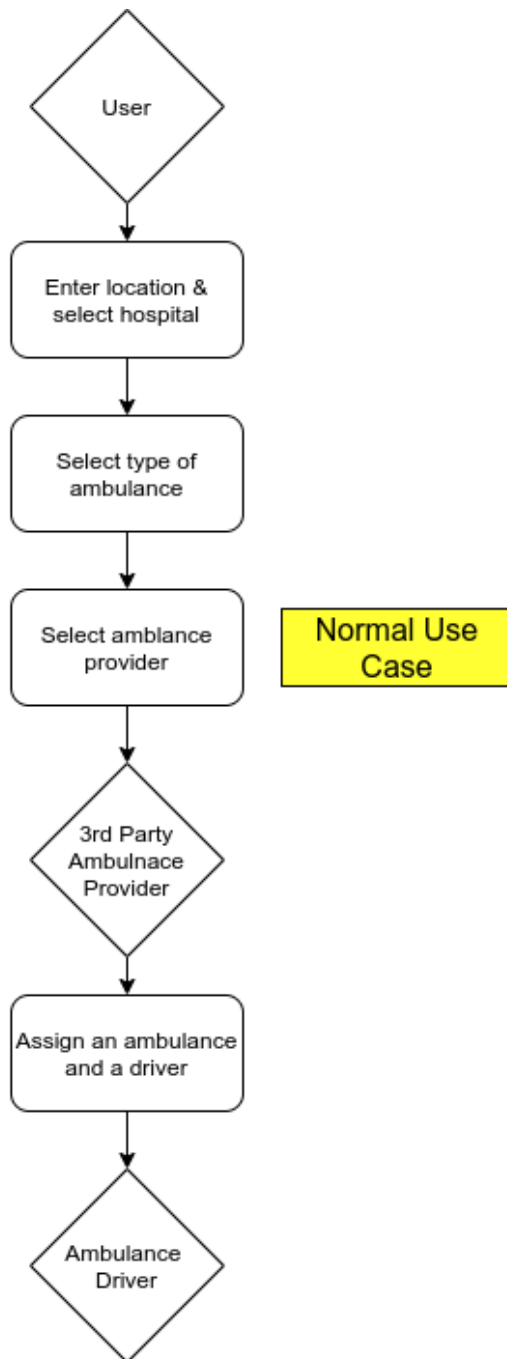 User
Enter location &
select hospital
Select type of
ambulance
Select amblance
provider
Normal Use
Case
3rd Party
Ambulnace
Provider
Assign an ambulance
and a driver
Ambulance
Driver